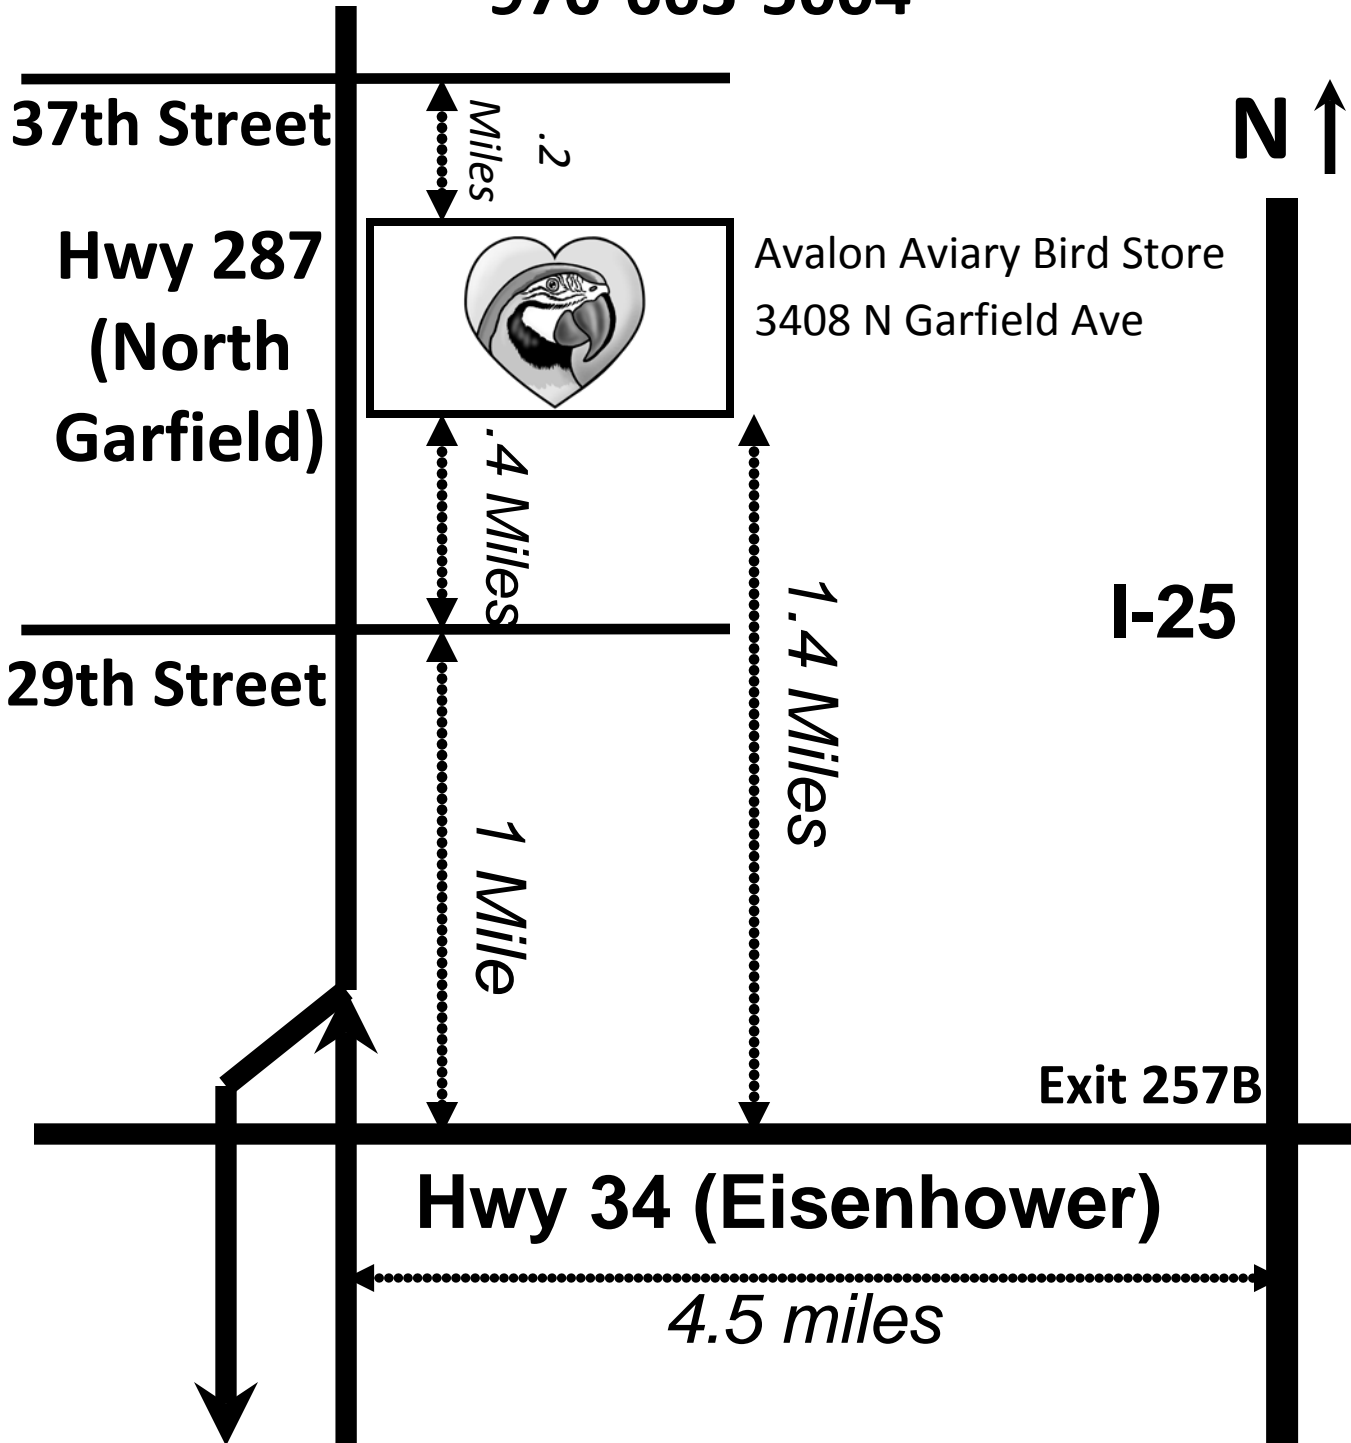 37th Street
.2
Miles
N
Hwy 287
(North
Garfield)
Avalon Aviary Bird Store
3408 N Garfield Ave
.4 Miles
1.4 Miles
I-25
29th Street
1 Mile
Exit 257B
Hwy 34 (Eisenhower)
4.5 miles